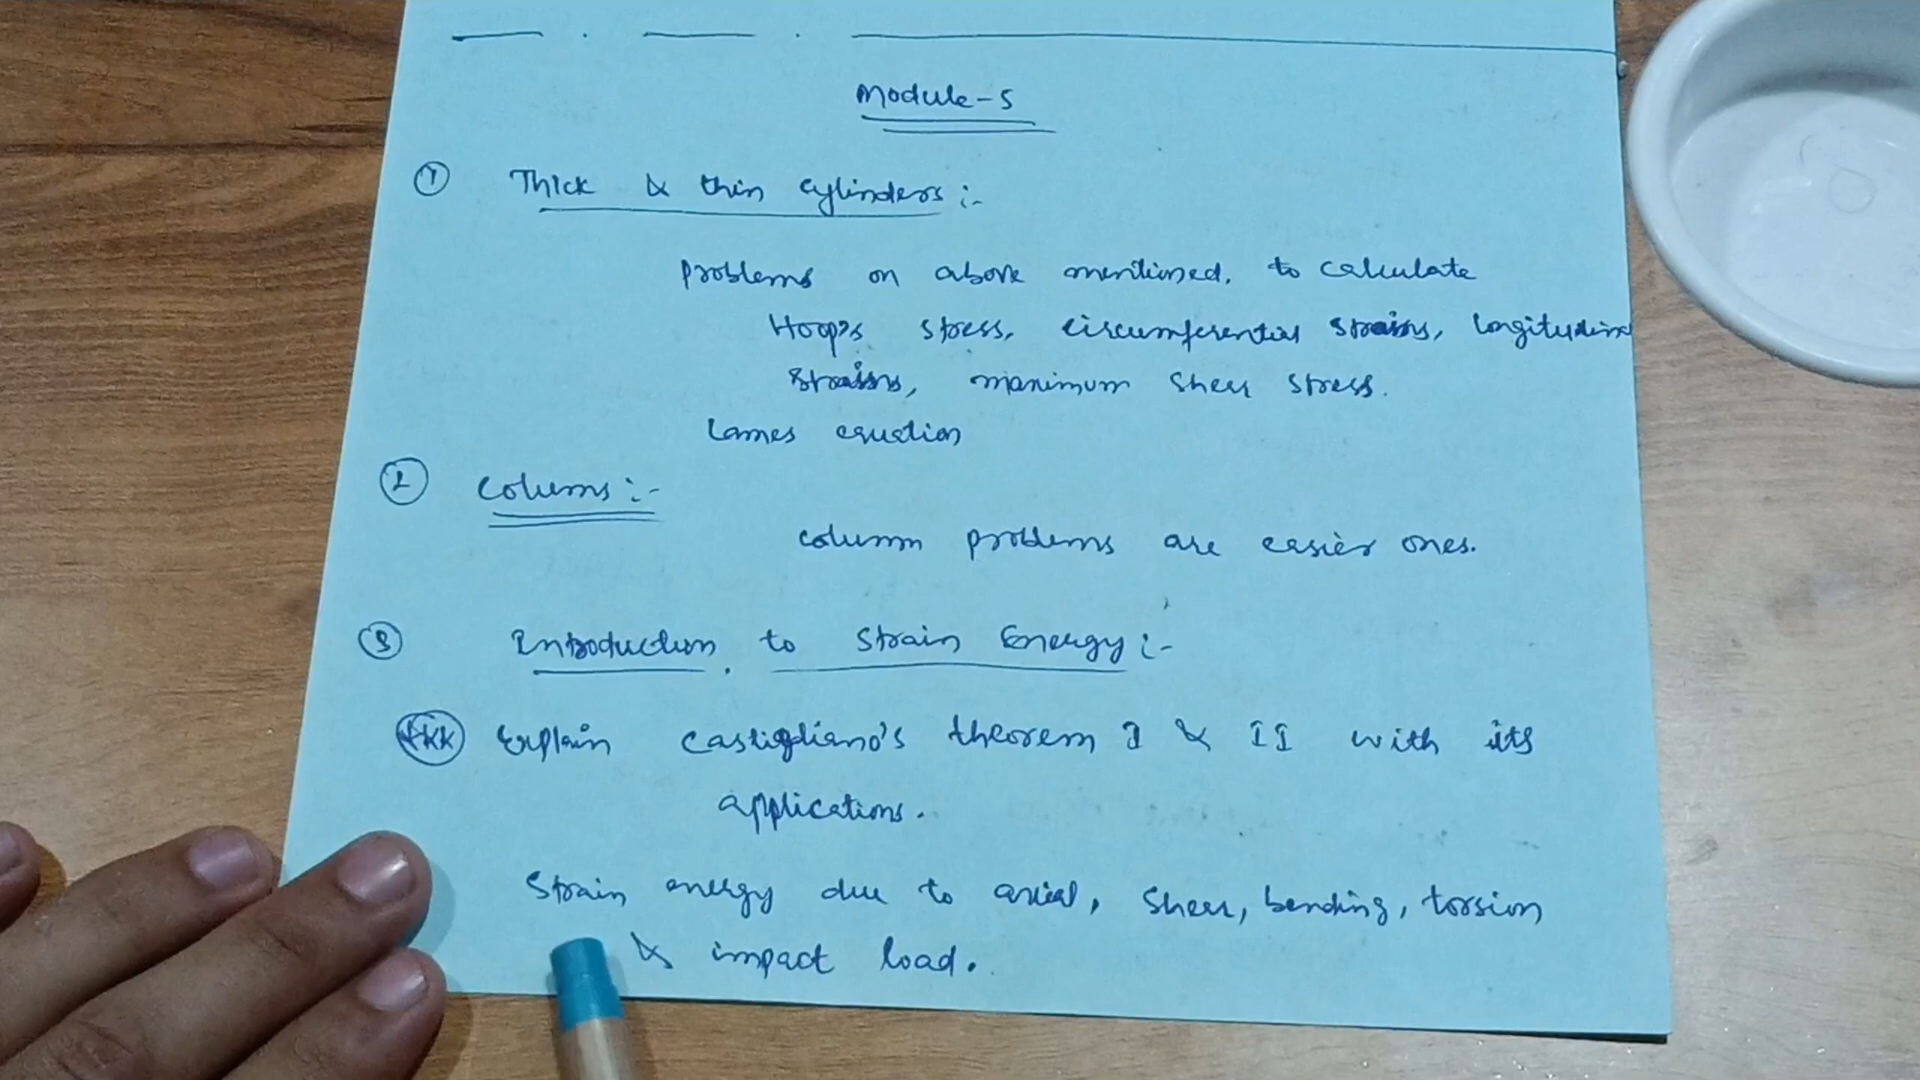 Module-5
① Thick & thin cylinders :-
Problems on above mentioned, to calculate
Hoop's stress, circumferential strains, longitudinal
strains, maximum shear stress.
Lames equation
② Colums :-
column problems are easier ones.
③ Introduction to Strain Energy :-
Explain Castigliano's theorem I & II with its
applications.
Strain energy due to axial, shear, bending, torsion
& impact load.